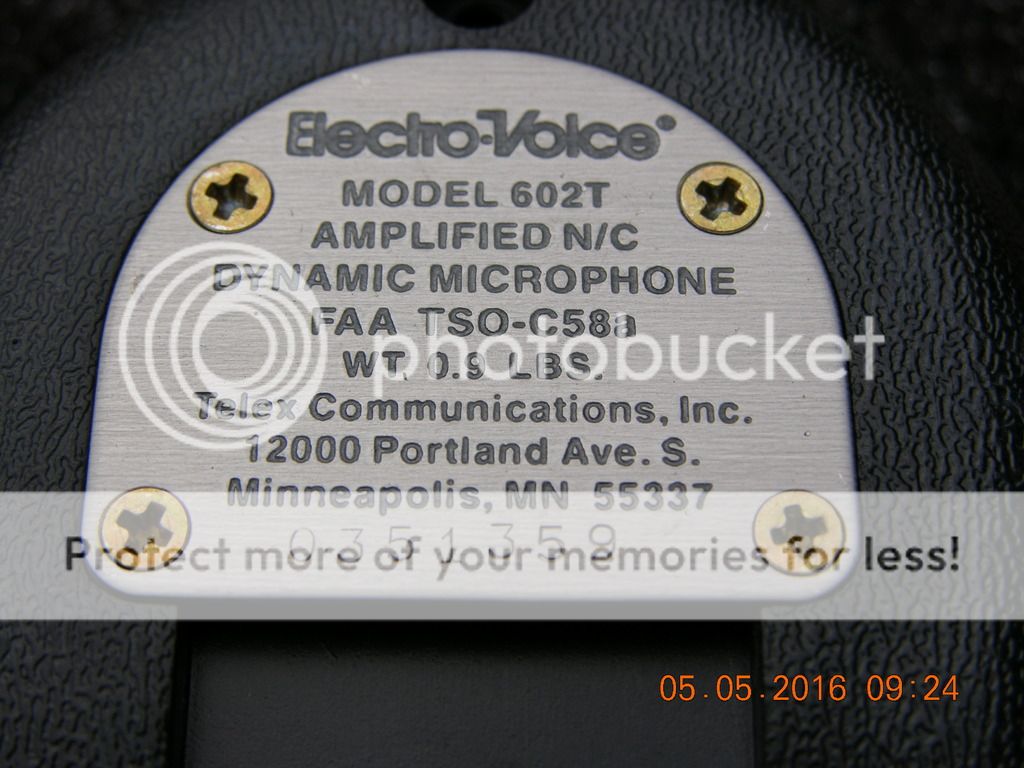 Electro-Voice®
MODEL 602T
AMPLIFIED N/C
DYNAMIC MICROPHONE
FAA TSO-C58a
WT. 0.9 LBS.
photobucket
Telex Communications, Inc.
12000 Portland Ave. S.
Minneapolis, MN 55337
Protect more of your memories for less!
05.05.2016 09:24